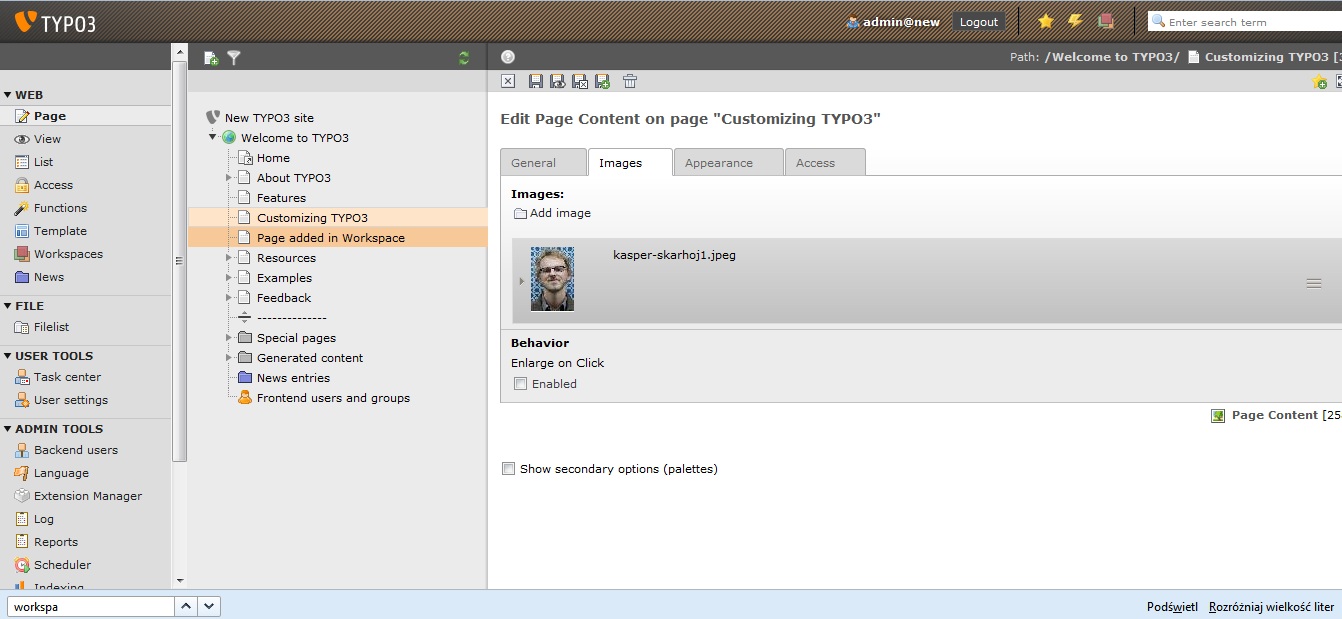 TYPO3
admin@new
Logout
Enter search term
Path: /Welcome to TYPO3/ Customizing TYPO3 [3
WEB
Page
View
List
Access
Functions
Template
Workspaces
News
FILE
Filelist
USER TOOLS
Task center
User settings
ADMIN TOOLS
Backend users
Language
Extension Manager
Log
Reports
Scheduler
Indexing
New TYPO3 site
Welcome to TYPO3
Home
About TYPO3
Features
Customizing TYPO3
Page added in Workspace
Resources
Examples
Feedback
--------------
Special pages
Generated content
News entries
Frontend users and groups
Edit Page Content on page "Customizing TYPO3"
General
Images
Appearance
Access
Images:
Add image
kasper-skarhoj1.jpeg
Behavior
Enlarge on Click
Enabled
Page Content [25
Show secondary options (palettes)
workspa
Podświetl
Rozróżniaj wielkość liter